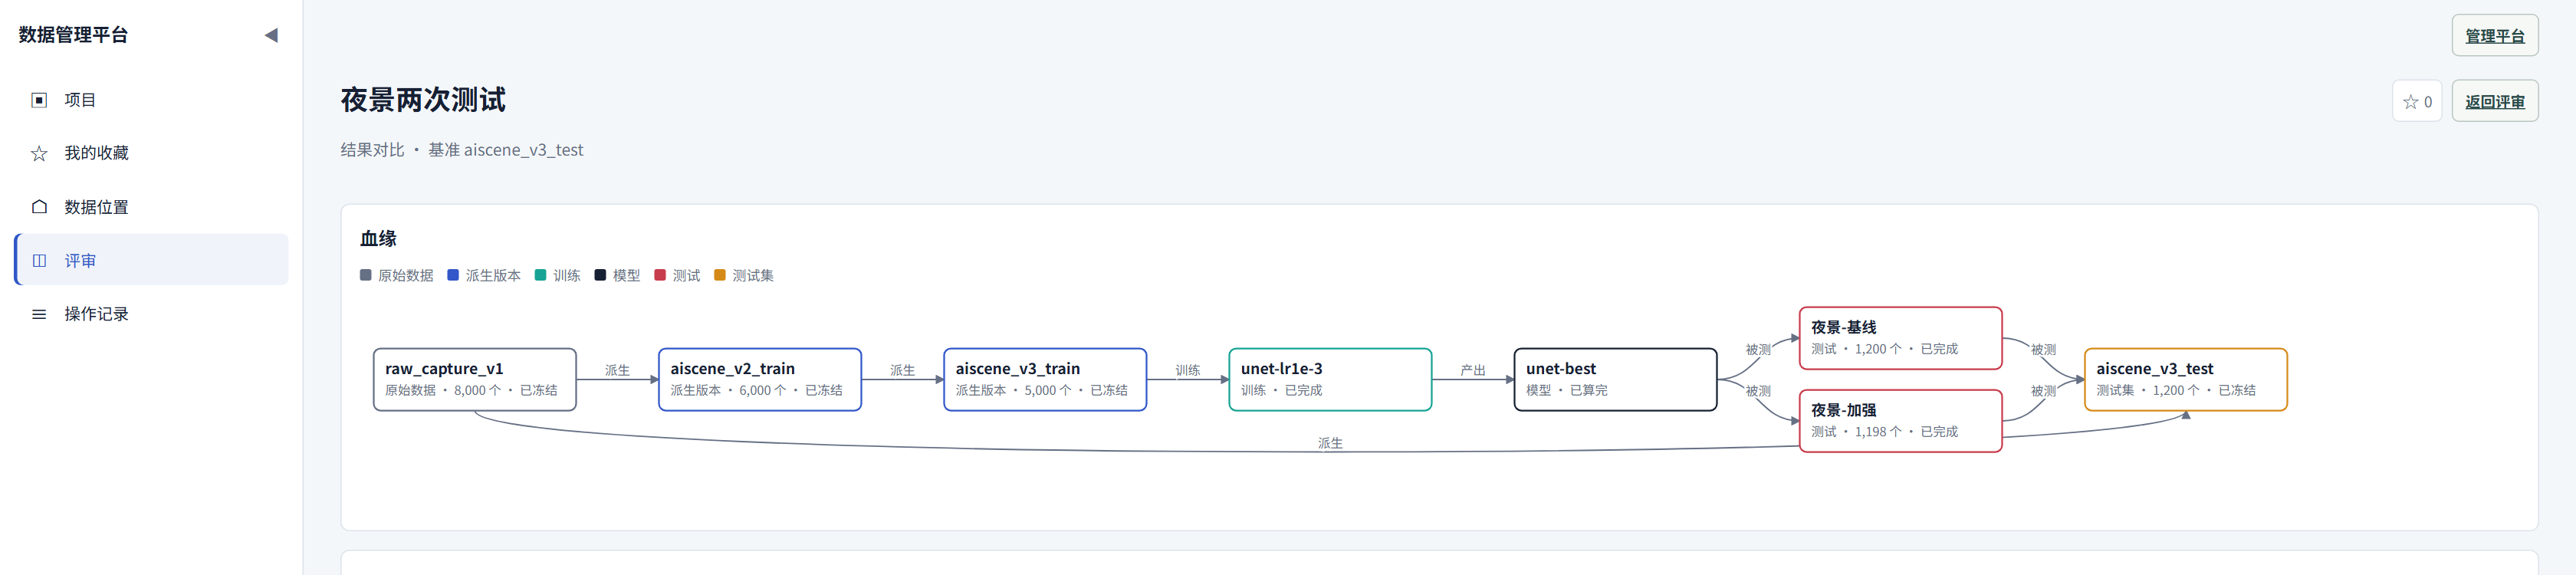 数据管理平台
项目
我的收藏
数据位置
评审
操作记录
管理平台
夜景两次测试
0
返回评审
结果对比 · 基准 aiscene_v3_test
血缘
原始数据 派生版本 训练 模型 测试 测试集
raw_capture_v1
原始数据 · 8,000 个 · 已冻结
派生
aiscene_v2_train
派生版本 · 6,000 个 · 已冻结
派生
aiscene_v3_train
派生版本 · 5,000 个 · 已冻结
训练
unet-lr1e-3
训练 · 已完成
产出
unet-best
模型 · 已算完
被测
被测
夜景-基线
测试 · 1,200 个 · 已完成
夜景-加强
测试 · 1,198 个 · 已完成
被测
被测
aiscene_v3_test
测试集 · 1,200 个 · 已冻结
派生